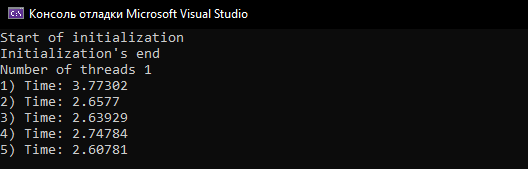 Консоль отладки Microsoft Visual Studio
Start of initialization
Initialization's end
Number of threads 1
1) Time: 3.77302
2) Time: 2.6577
3) Time: 2.63929
4) Time: 2.74784
5) Time: 2.60781